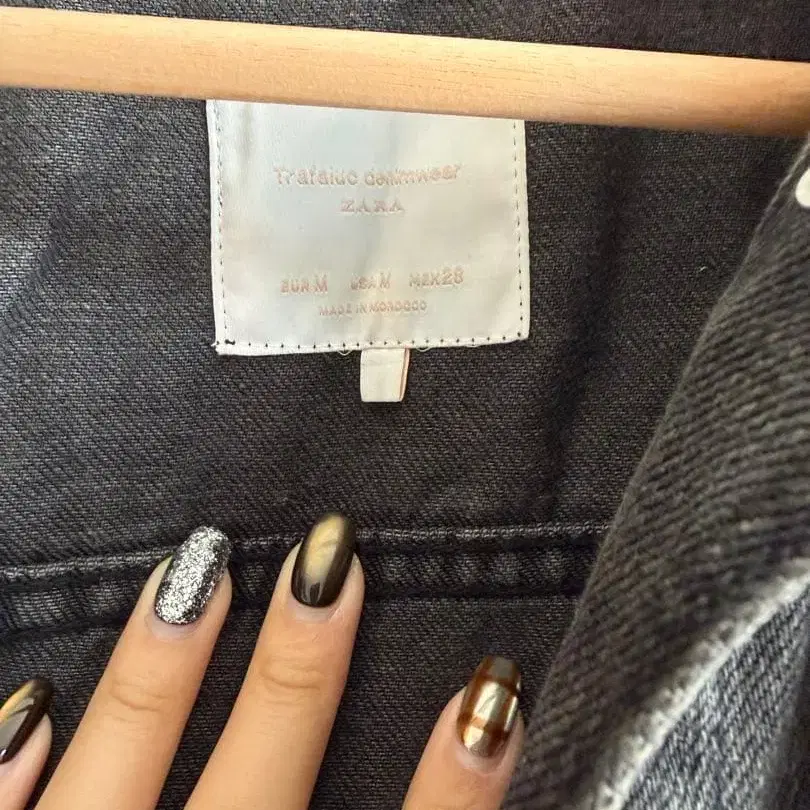 Trafaluc denimwear
ZARA
EUR M USA M MEX 28
MADE IN MOROCCO